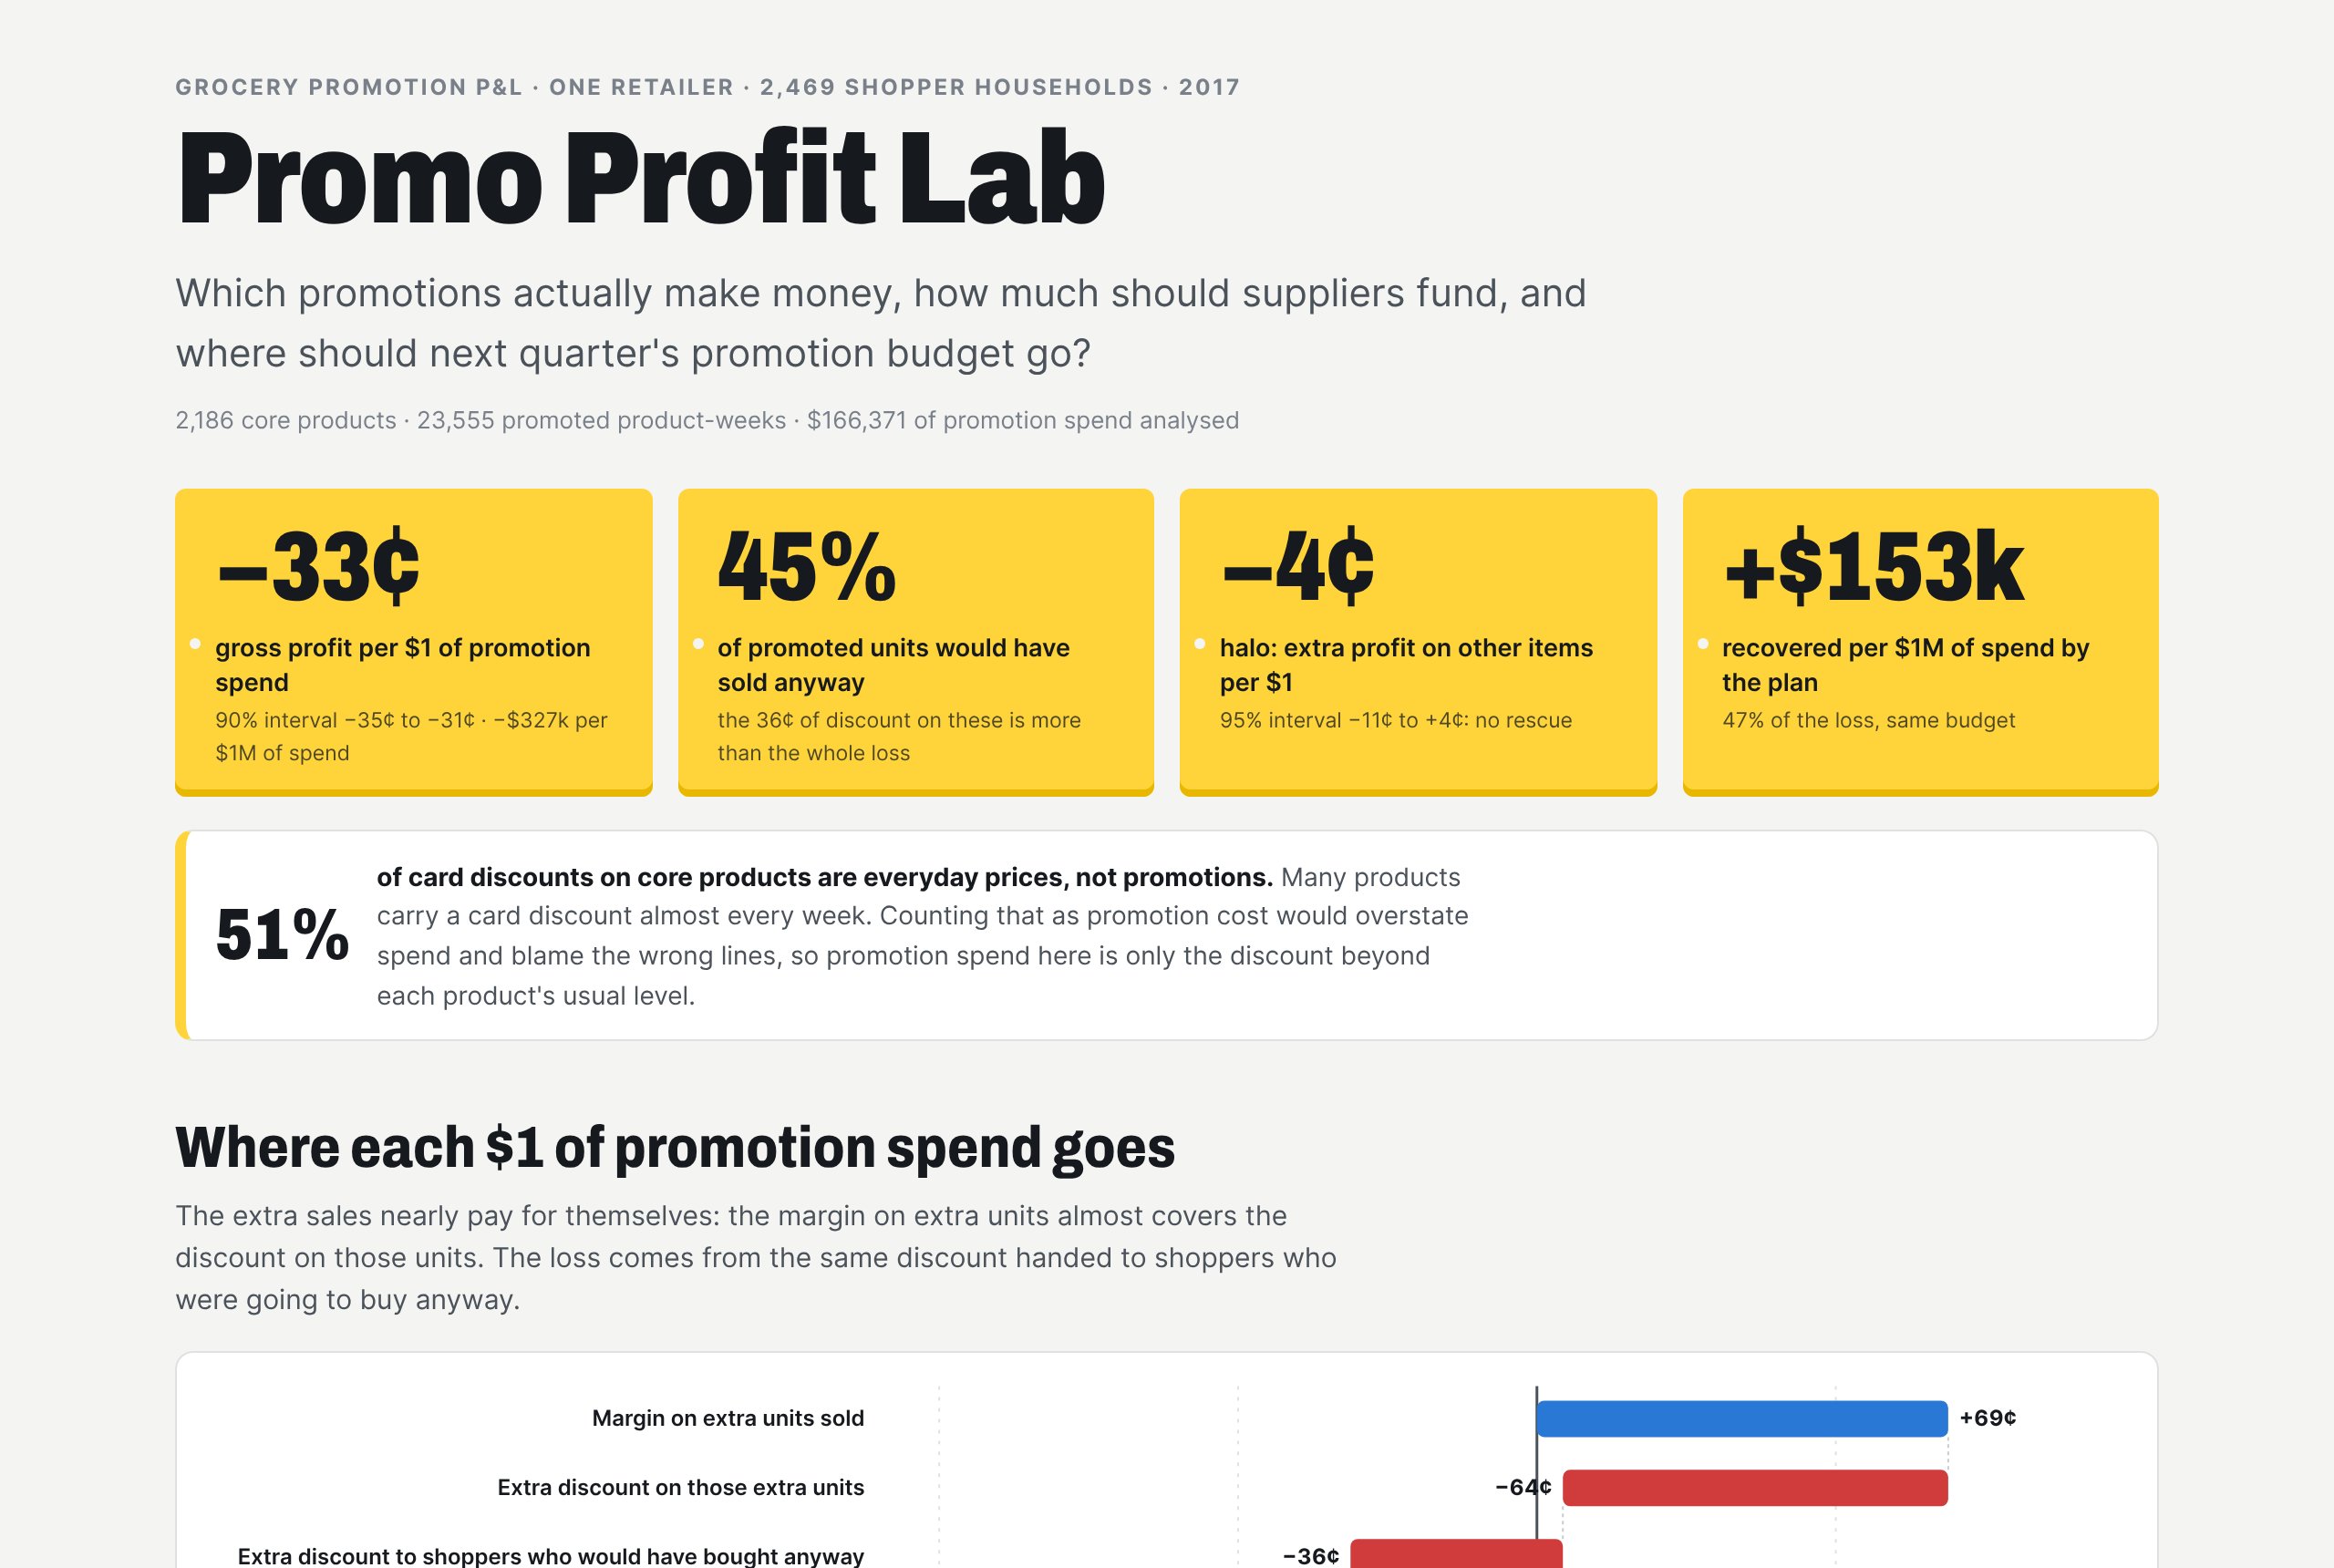 GROCERY PROMOTION P&L · ONE RETAILER · 2,469 SHOPPER HOUSEHOLDS · 2017
Promo Profit Lab
Which promotions actually make money, how much should suppliers fund, and
where should next quarter's promotion budget go?
2,186 core products · 23,555 promoted product-weeks · $166,371 of promotion spend analysed
−33¢
gross profit per $1 of promotion
spend
90% interval −35¢ to −31¢ · −$327k per
$1M of spend
45%
of promoted units would have
sold anyway
the 36¢ of discount on these is more
than the whole loss
−4¢
halo: extra profit on other items
per $1
95% interval −11¢ to +4¢: no rescue
+$153k
recovered per $1M of spend by
the plan
47% of the loss, same budget
51%
of card discounts on core products are everyday prices, not promotions. Many products
carry a card discount almost every week. Counting that as promotion cost would overstate
spend and blame the wrong lines, so promotion spend here is only the discount beyond
each product's usual level.
Where each $1 of promotion spend goes
The extra sales nearly pay for themselves: the margin on extra units almost covers the
discount on those units. The loss comes from the same discount handed to shoppers who
were going to buy anyway.
Margin on extra units sold +69¢
Extra discount on those extra units −64¢
Extra discount to shoppers who would have bought anyway −36¢